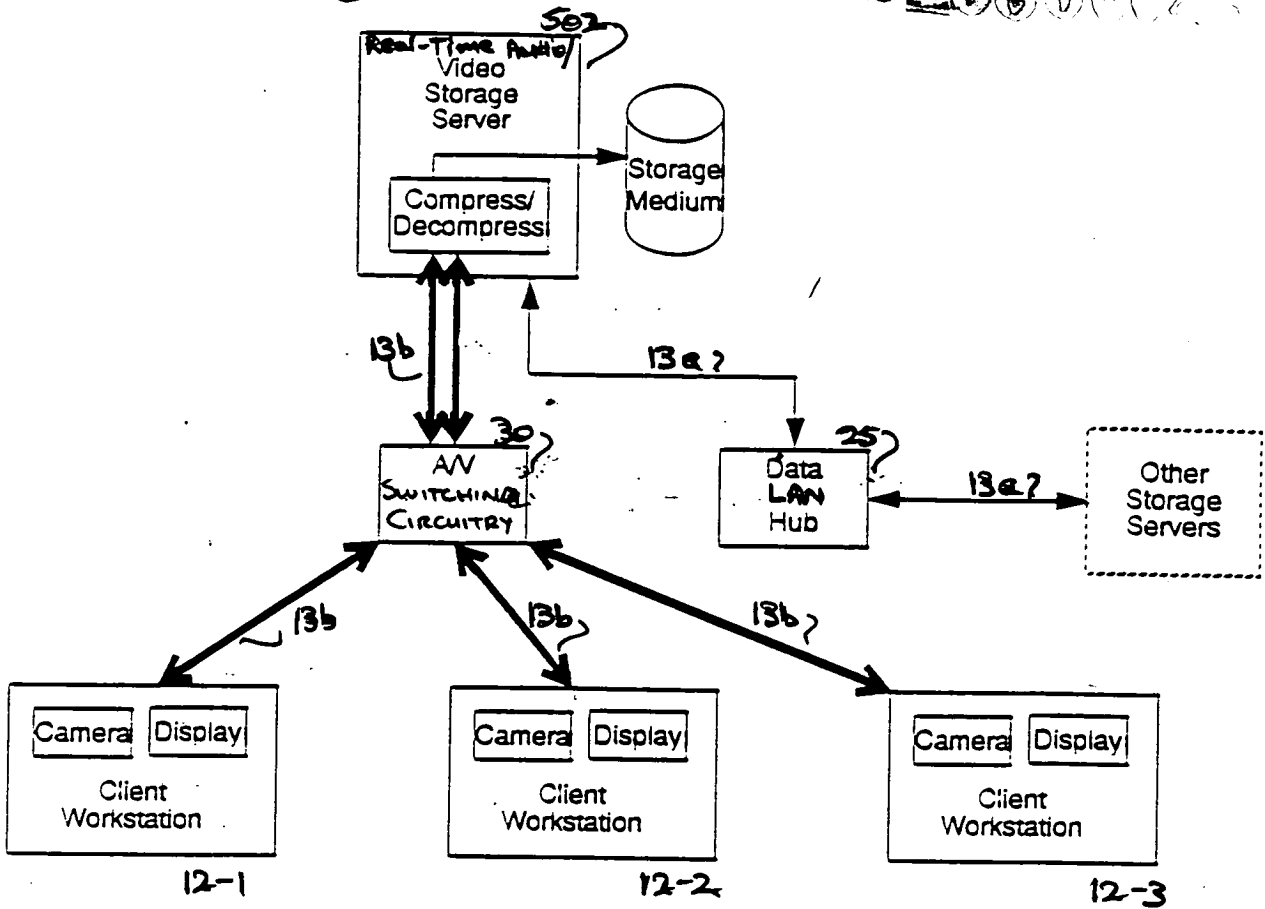 502
Real-Time Audio/
Video
Storage
Server
Compress/
Decompress
Storage
Medium
13b
13a
30
A/V
SWITCHING
CIRCUITRY
25
Data
LAN
Hub
13a
Other
Storage
Servers
13b
13b
13b
Camera
Display
Client
Workstation
12-1
Camera
Display
Client
Workstation
12-2
Camera
Display
Client
Workstation
12-3